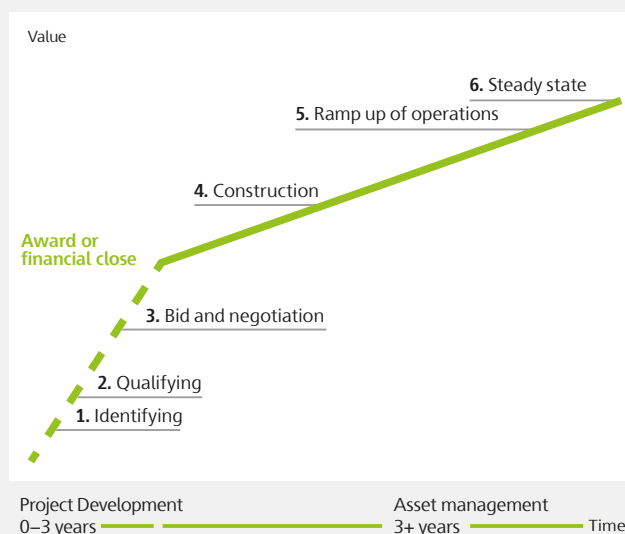 Value
6. Steady state
5. Ramp up of operations
4. Construction
Award or
financial close
3. Bid and negotiation
2. Qualifying
1. Identifying
Project Development
0–3 years
Asset management
3+ years
Time